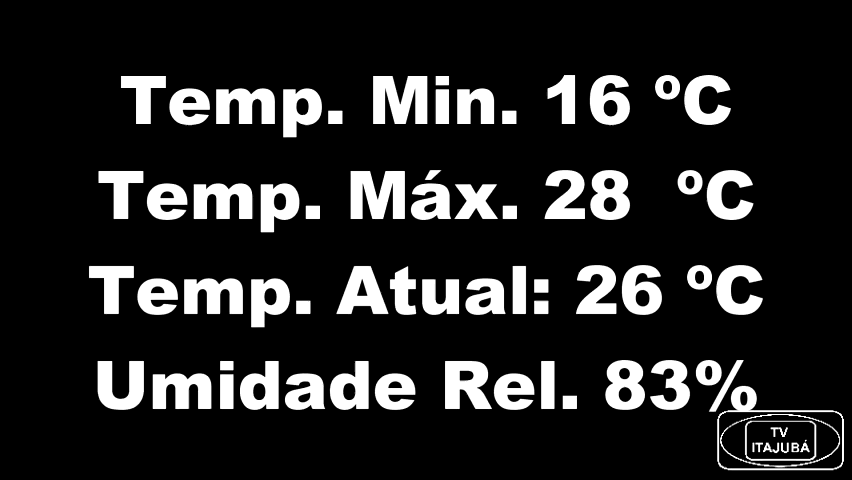 Temp. Min. 16 ºC
Temp. Máx. 28 ºC
Temp. Atual: 26 ºC
Umidade Rel. 83%
TV
ITAJUBÁ